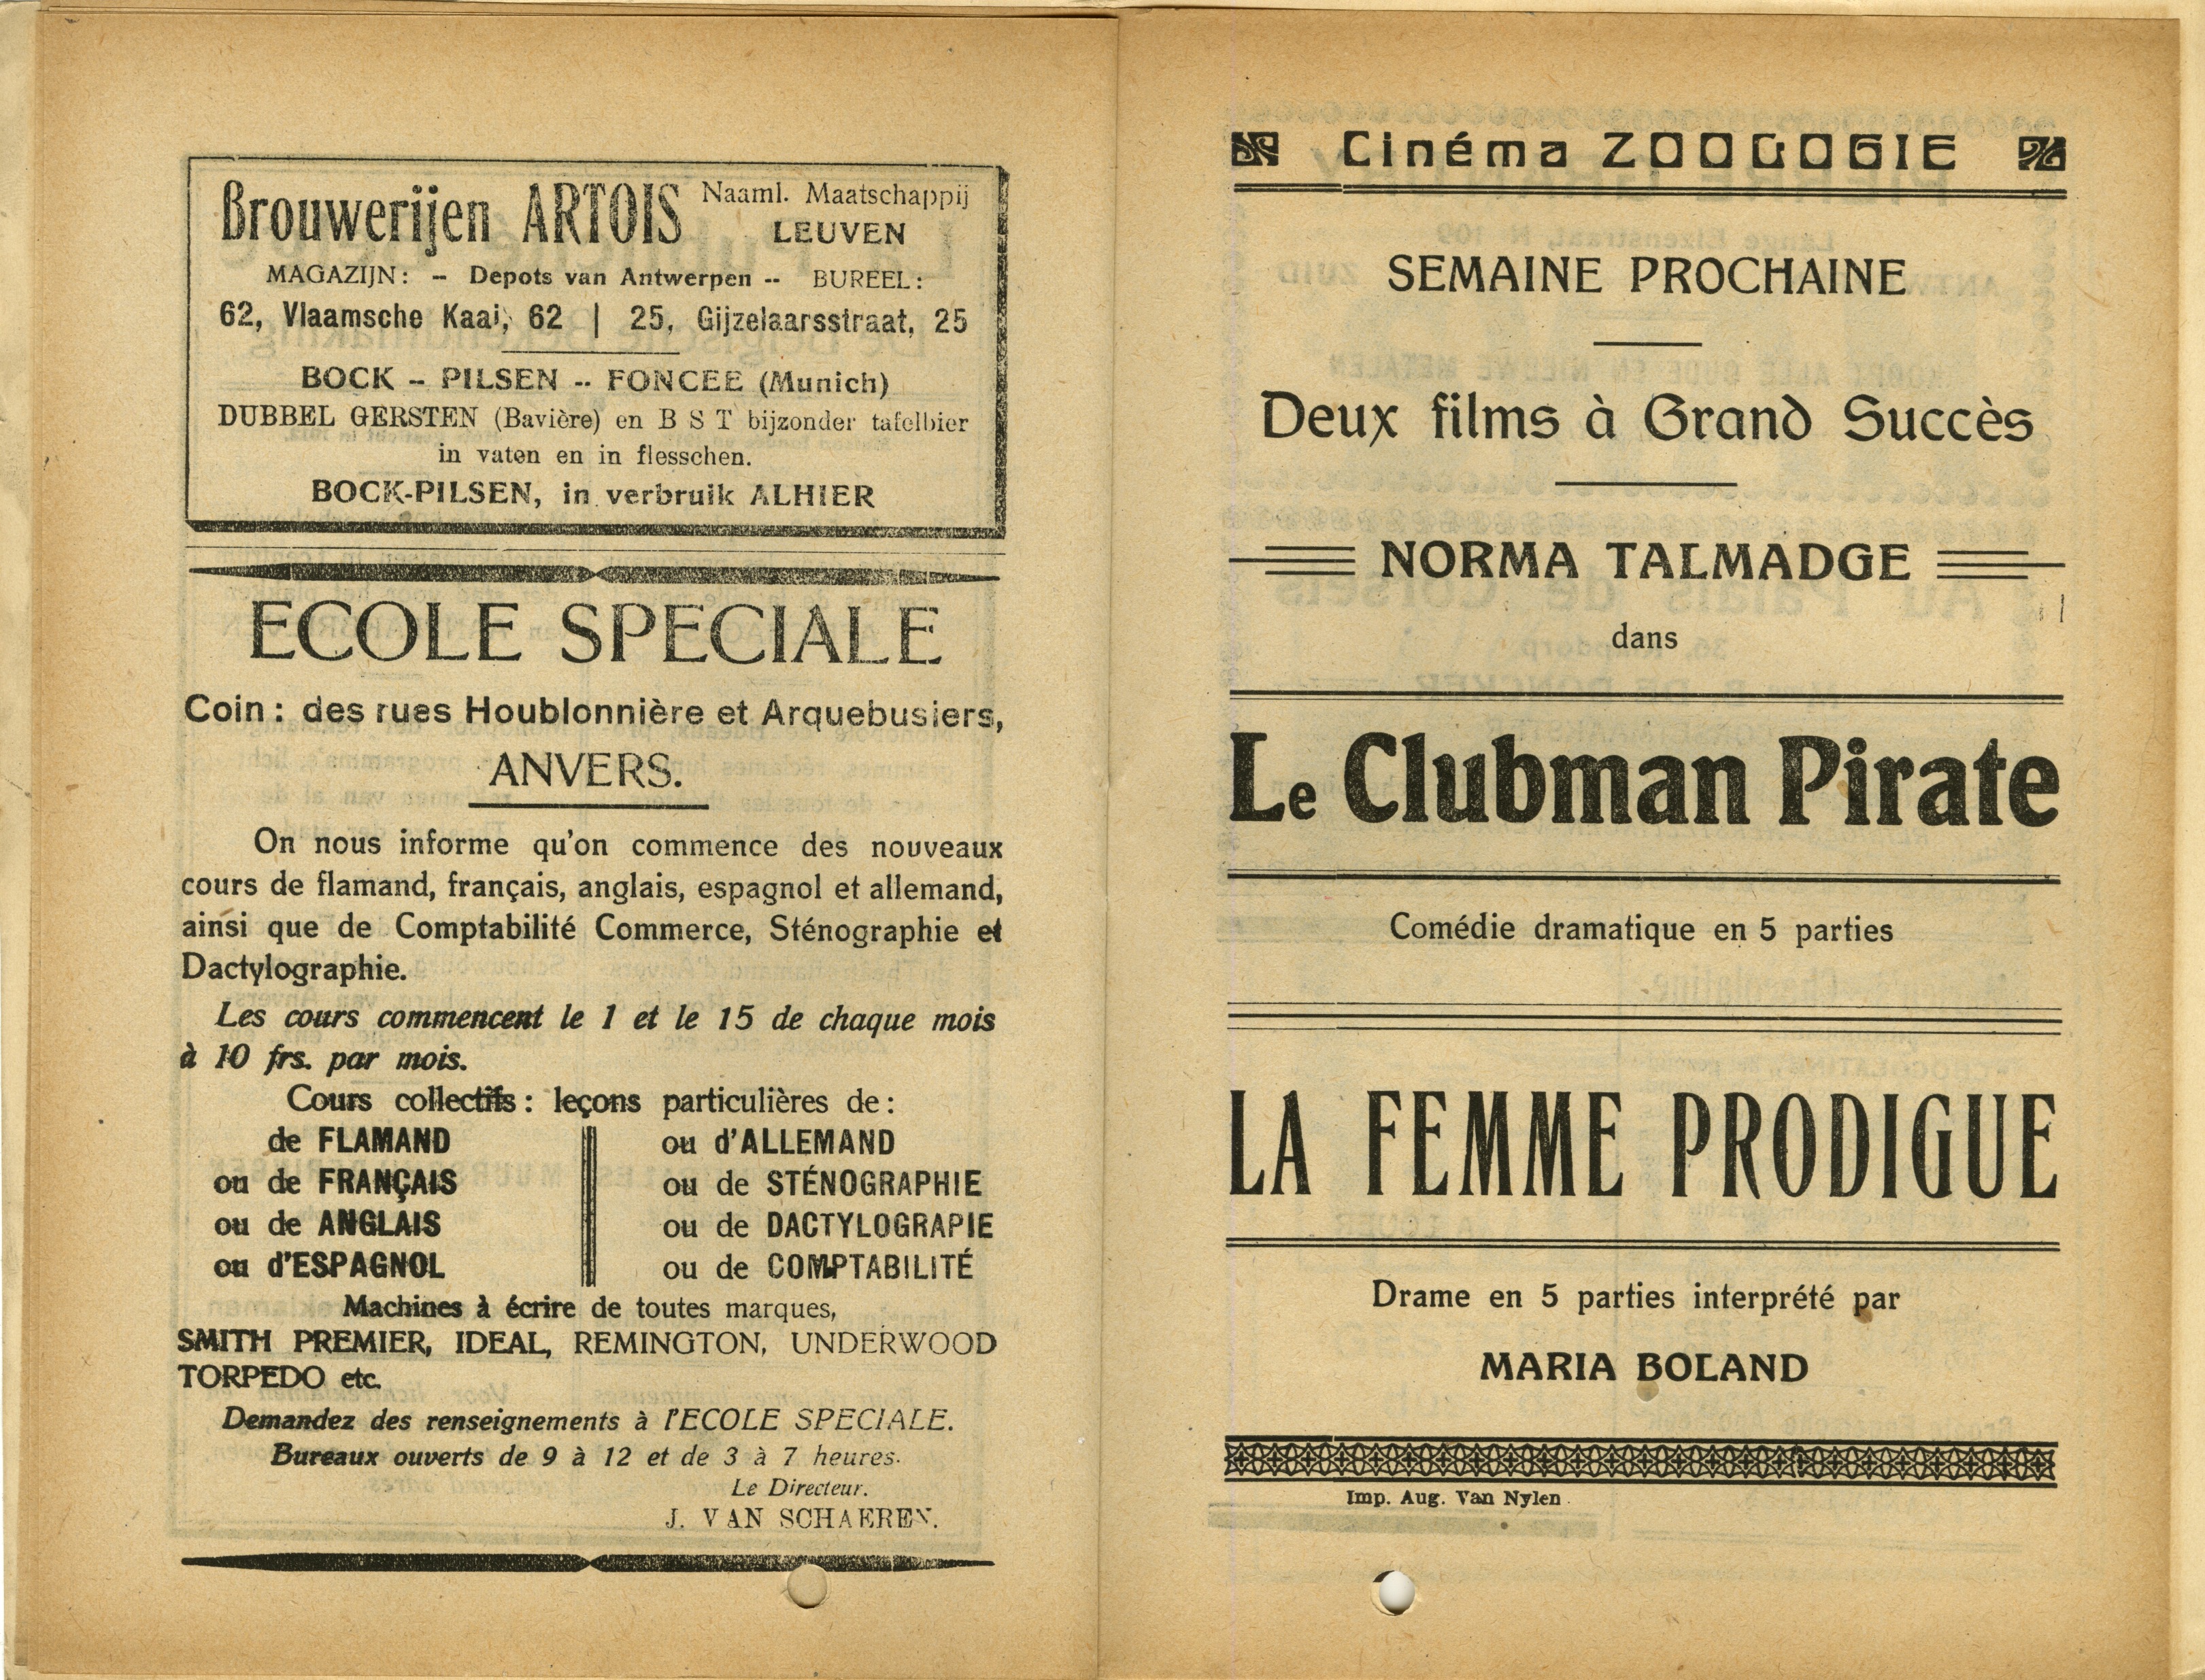 Brouwerijen ARTOIS Naaml. Maatschappij
LEUVEN
MAGAZIJN: -- Depots van Antwerpen -- BUREEL:
62, Vlaamsche Kaai, 62 | 25, Gijzelaarsstraat, 25
BOCK -- PILSEN -- FONCEE (Munich)
DUBBEL GERSTEN (Bavière) en B S T bijzonder tafelbier
in vaten en in flesschen.
BOCK-PILSEN, in verbruik ALHIER
ECOLE SPECIALE
Coin : des rues Houblonnière et Arquebusiers,
ANVERS.
On nous informe qu'on commence des nouveaux
cours de flamand, français, anglais, espagnol et allemand,
ainsi que de Comptabilité Commerce, Sténographie et
Dactylographie.
Les cours commencent le 1 et le 15 de chaque mois
à 10 frs. par mois.
Cours collectifs : leçons particulières de :
de FLAMAND
ou de FRANÇAIS
ou de ANGLAIS
ou d'ESPAGNOL
ou d'ALLEMAND
ou de STÉNOGRAPHIE
ou de DACTYLOGRAPIE
ou de COMPTABILITÉ
Machines à écrire de toutes marques,
SMITH PREMIER, IDEAL, REMINGTON, UNDERWOOD
TORPEDO etc.
Demandez des renseignements à l'ECOLE SPECIALE.
Bureaux ouverts de 9 à 12 et de 3 à 7 heures.
Le Directeur.
J. VAN SCHAEREN.
Cinéma ZOOLOGIE
SEMAINE PROCHAINE
Deux films à Grand Succès
NORMA TALMADGE
dans
Le Clubman Pirate
Comédie dramatique en 5 parties
LA FEMME PRODIGUE
Drame en 5 parties interprété par
MARIA BOLAND
Imp. Aug. Van Nylen.